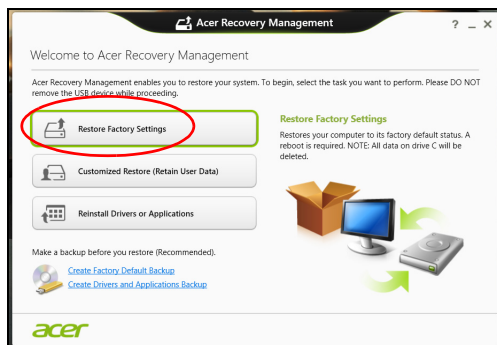 Acer Recovery Management
? _ X
Welcome to Acer Recovery Management
Acer Recovery Management enables you to restore your system. To begin, select the task you want to perform. Please DO NOT
remove the USB device while proceeding.
Restore Factory Settings
Restore Factory Settings
Restores your computer to its factory default status. A
reboot is required. NOTE: All data on drive C will be
deleted.
Customized Restore (Retain User Data)
Reinstall Drivers or Applications
Make a backup before you restore (Recommended).
Create Factory Default Backup
Create Drivers and Applications Backup
acer